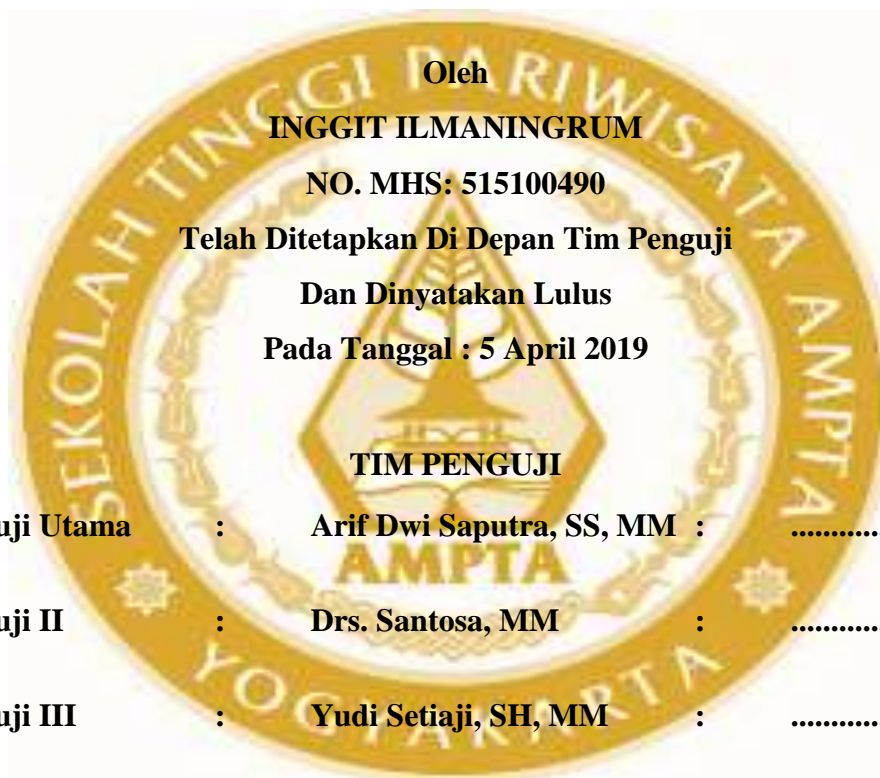 Oleh
INGGIT ILMANINGRUM
NO. MHS: 515100490
Telah Ditetapkan Di Depan Tim Penguji
Dan Dinyatakan Lulus
Pada Tanggal : 5 April 2019
TIM PENGUJI
uji Utama : Arif Dwi Saputra, SS, MM : ............
uji II : Drs. Santosa, MM : ............
uji III : Yudi Setiaji, SH, MM : ............
SEKOLAH TINGGI PARIWISATA AMPTA
AMPTA
YOGYAKARTA